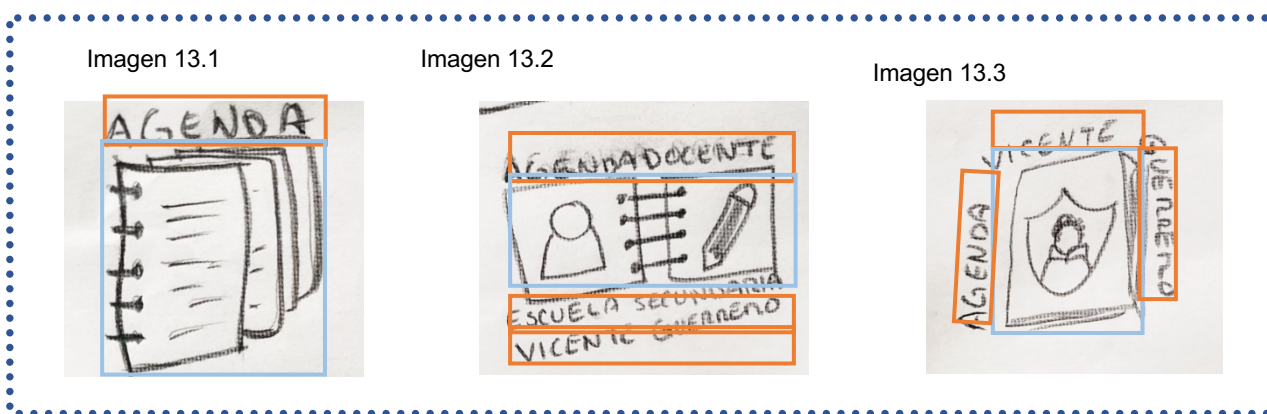 Imagen 13.1
AGENDA
Imagen 13.2
AGENDADOCENTE
ESCUELA SECUNDARIA
VICENTE GUERRERO
Imagen 13.3
VICENTE
AGENDA
GUERRERO